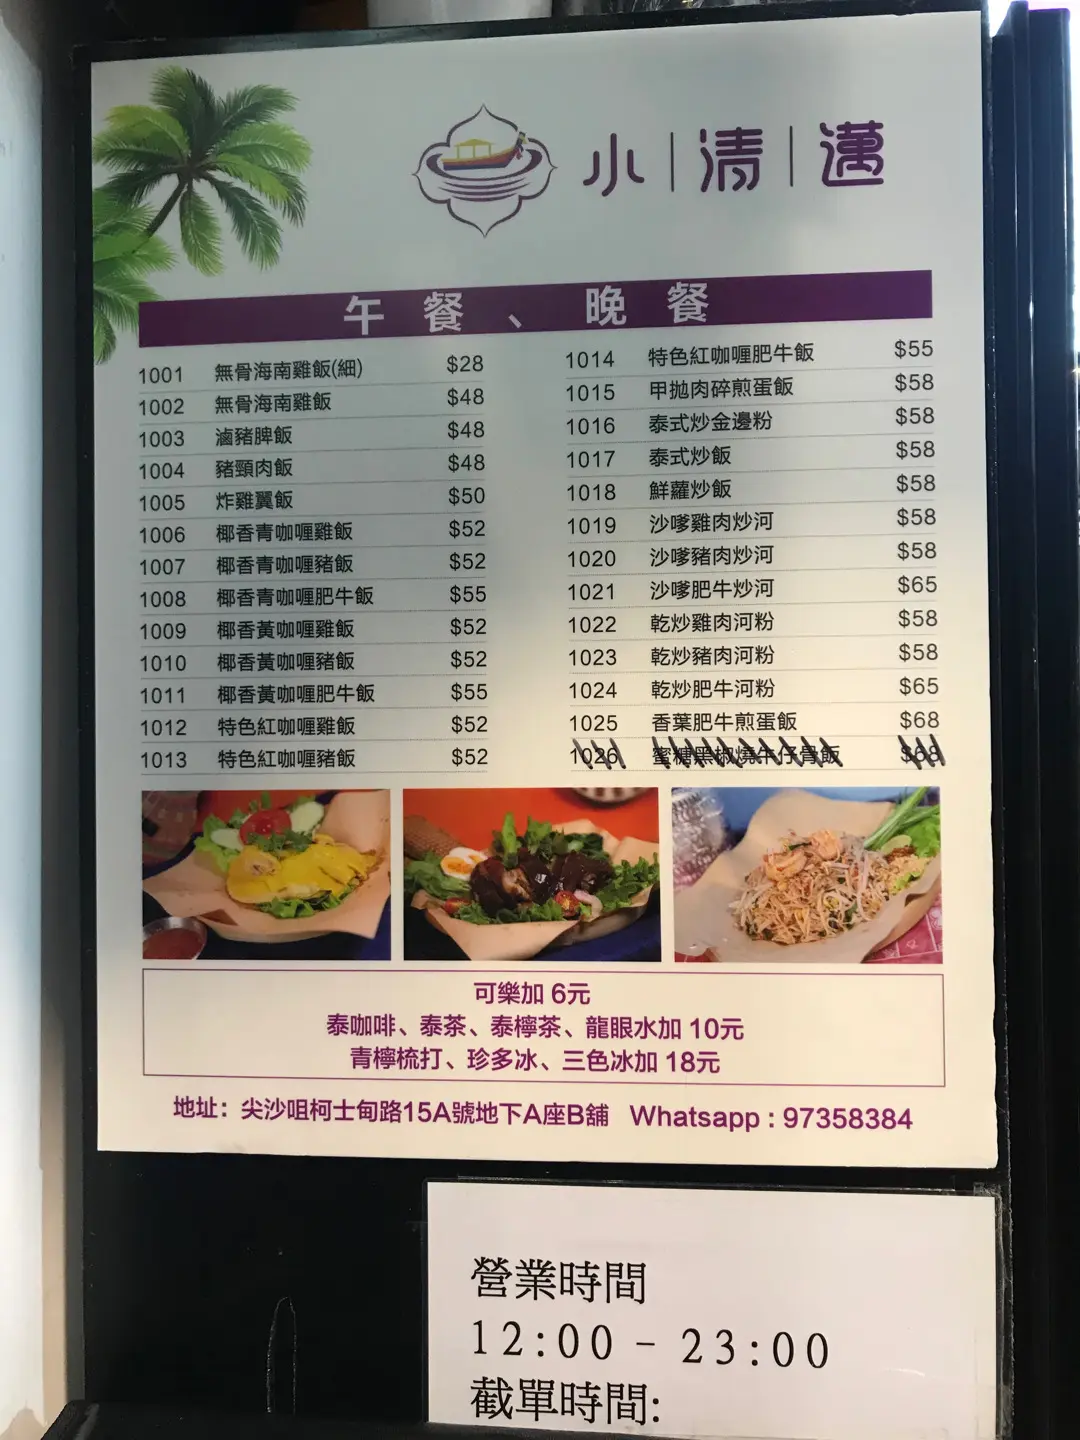 小|清|邁
午餐、晚餐
1001 無骨海南雞飯(細) $28
1002 無骨海南雞飯 $48
1003 滷豬脾飯 $48
1004 豬頸肉飯 $48
1005 炸雞翼飯 $50
1006 椰香青咖喱雞飯 $52
1007 椰香青咖喱豬飯 $52
1008 椰香青咖喱肥牛飯 $55
1009 椰香黃咖喱雞飯 $52
1010 椰香黃咖喱豬飯 $52
1011 椰香黃咖喱肥牛飯 $55
1012 特色紅咖喱雞飯 $52
1013 特色紅咖喱豬飯 $52
1014 特色紅咖喱肥牛飯 $55
1015 甲抛肉碎煎蛋飯 $58
1016 泰式炒金邊粉 $58
1017 泰式炒飯 $58
1018 鮮蘿炒飯 $58
1019 沙嗲雞肉炒河 $58
1020 沙嗲豬肉炒河 $58
1021 沙嗲肥牛炒河 $65
1022 乾炒雞肉河粉 $58
1023 乾炒豬肉河粉 $58
1024 乾炒肥牛河粉 $65
1025 香葉肥牛煎蛋飯 $68
1026 蜜糖黑椒燒牛仔骨飯 $68
可樂加 6元
泰咖啡、泰茶、泰檸茶、龍眼水加 10元
青檸梳打、珍多冰、三色冰加 18元
地址：尖沙咀柯士甸路15A號地下A座B舖 Whatsapp : 97358384
營業時間
12:00 - 23:00
截單時間: